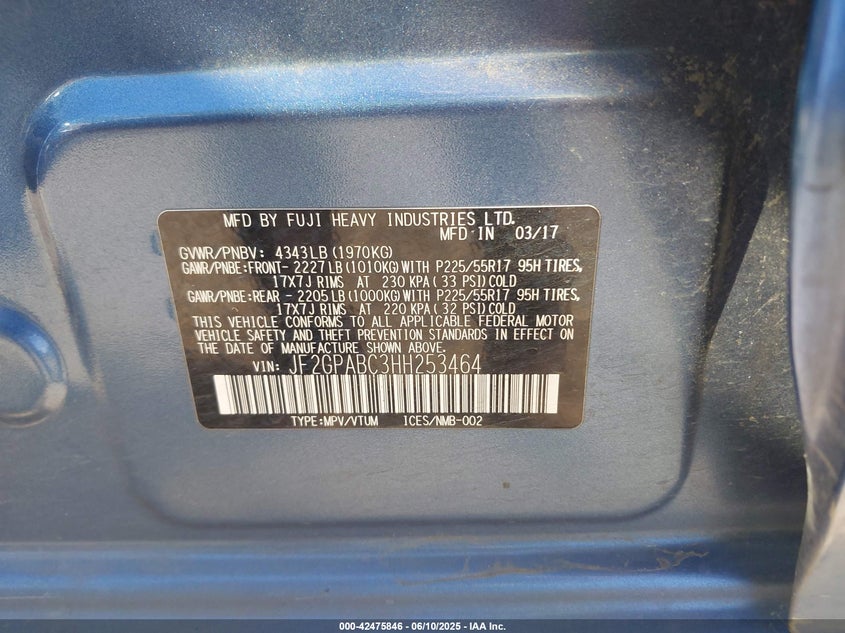 MFD BY FUJI HEAVY INDUSTRIES LTD.
MFD IN 03/17
GVWR/PNBV: 4343LB (1970KG)
GAWR/PNBE:FRONT- 2227LB (1010KG) WITH P225/55R17 95H TIRES,
17X7J RIMS AT 230 KPA (33 PSI) COLD
GAWR/PNBE:REAR - 2205LB (1000KG) WITH P225/55R17 95H TIRES,
17X7J RIMS AT 220 KPA (32 PSI) COLD
THIS VEHICLE CONFORMS TO ALL APPLICABLE FEDERAL MOTOR
VEHICLE SAFETY AND THEFT PREVENTION STANDARDS IN EFFECT ON
THE DATE OF MANUFACTURE SHOWN ABOVE.
VIN: JF2GPABC3HH253464
TYPE:MPV/VTUM ICES/NMB-002
000-42475846 - 06/10/2025 - IAA Inc.